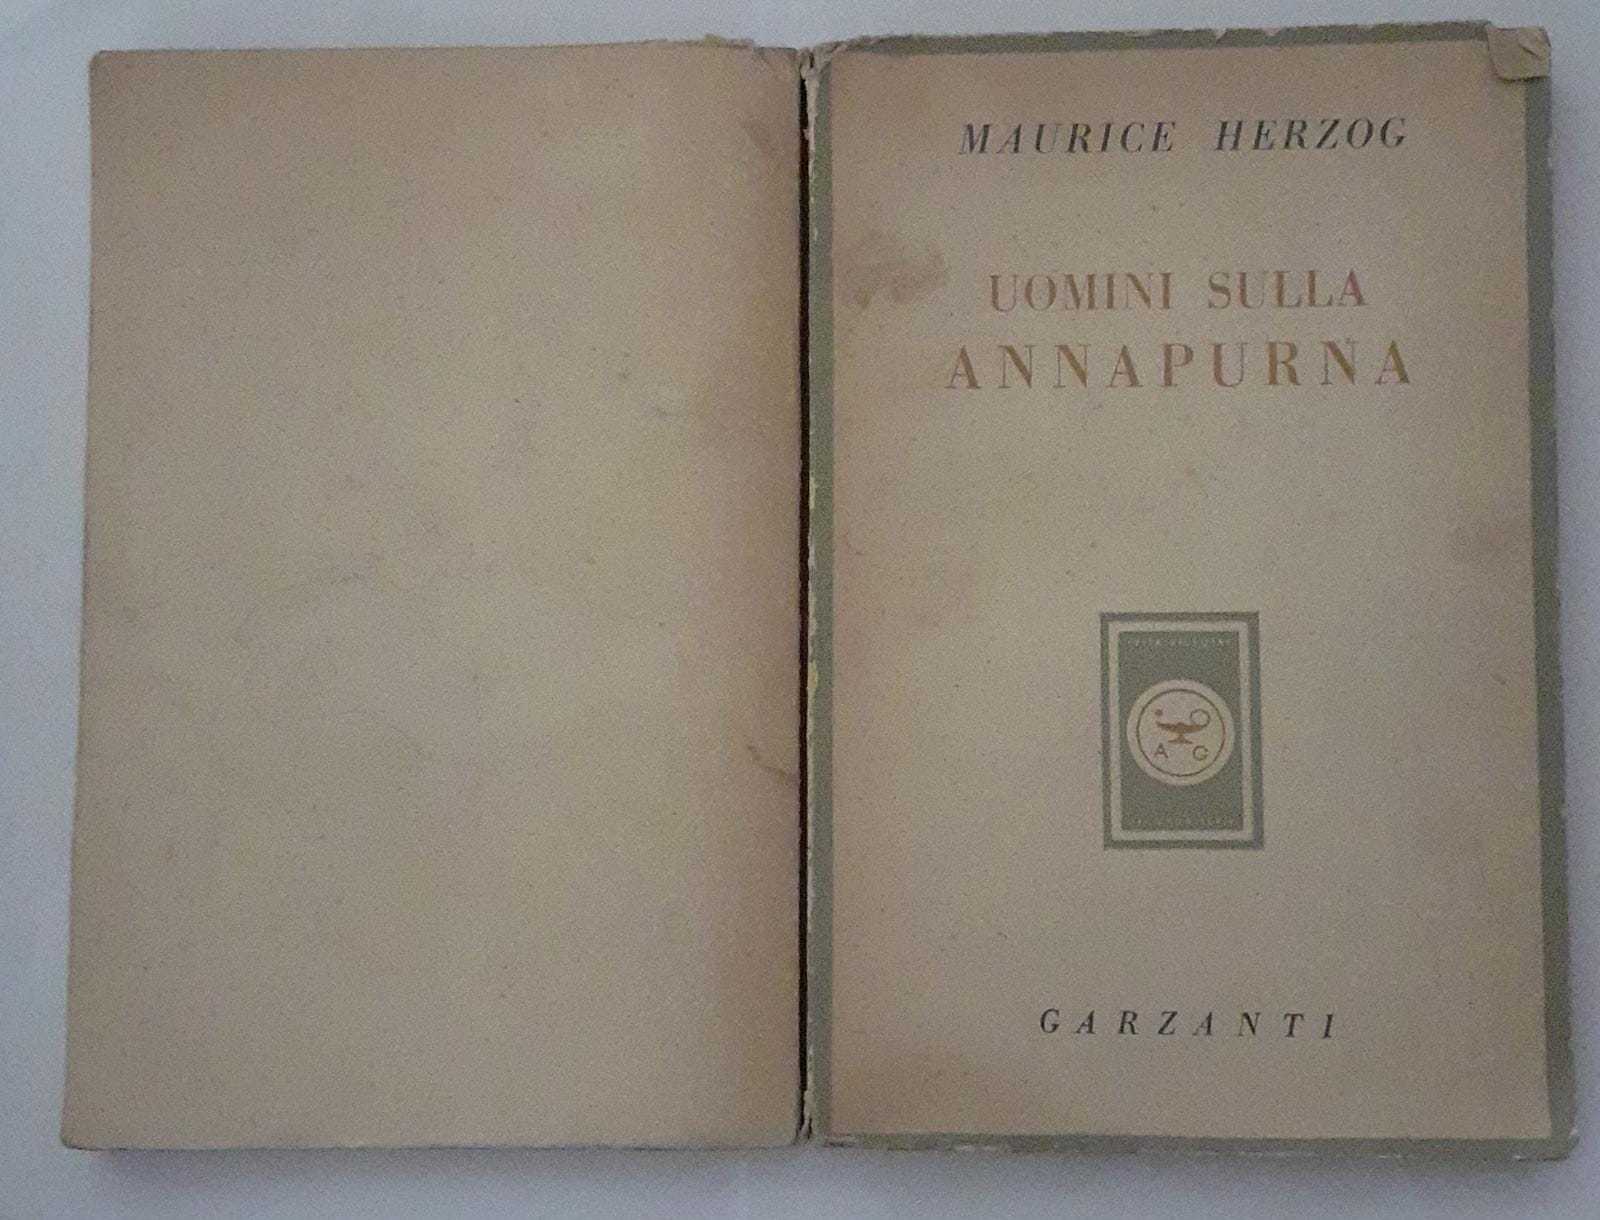 MAURICE HERZOG
UOMINI SULLA
ANNAPURNA
A G
GARZANTI